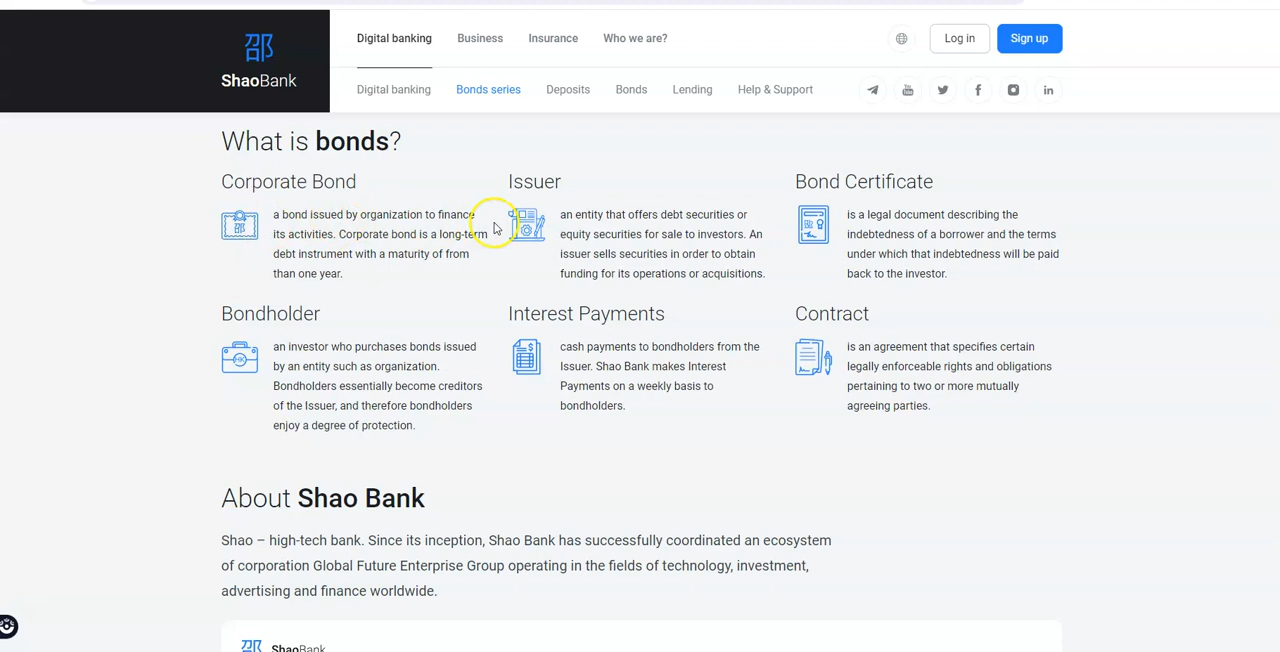 邵
ShaoBank
Digital banking Business Insurance Who we are?
Log in Sign up
Digital banking Bonds series Deposits Bonds Lending Help & Support
What is bonds?
Corporate Bond
a bond issued by organization to finance
its activities. Corporate bond is a long-term
debt instrument with a maturity of from
than one year.
Issuer
an entity that offers debt securities or
equity securities for sale to investors. An
issuer sells securities in order to obtain
funding for its operations or acquisitions.
Bond Certificate
is a legal document describing the
indebtedness of a borrower and the terms
under which that indebtedness will be paid
back to the investor.
Bondholder
an investor who purchases bonds issued
by an entity such as organization.
Bondholders essentially become creditors
of the Issuer, and therefore bondholders
enjoy a degree of protection.
Interest Payments
cash payments to bondholders from the
Issuer. Shao Bank makes Interest
Payments on a weekly basis to
bondholders.
Contract
is an agreement that specifies certain
legally enforceable rights and obligations
pertaining to two or more mutually
agreeing parties.
About Shao Bank
Shao – high-tech bank. Since its inception, Shao Bank has successfully coordinated an ecosystem
of corporation Global Future Enterprise Group operating in the fields of technology, investment,
advertising and finance worldwide.
邵 ShaoBank